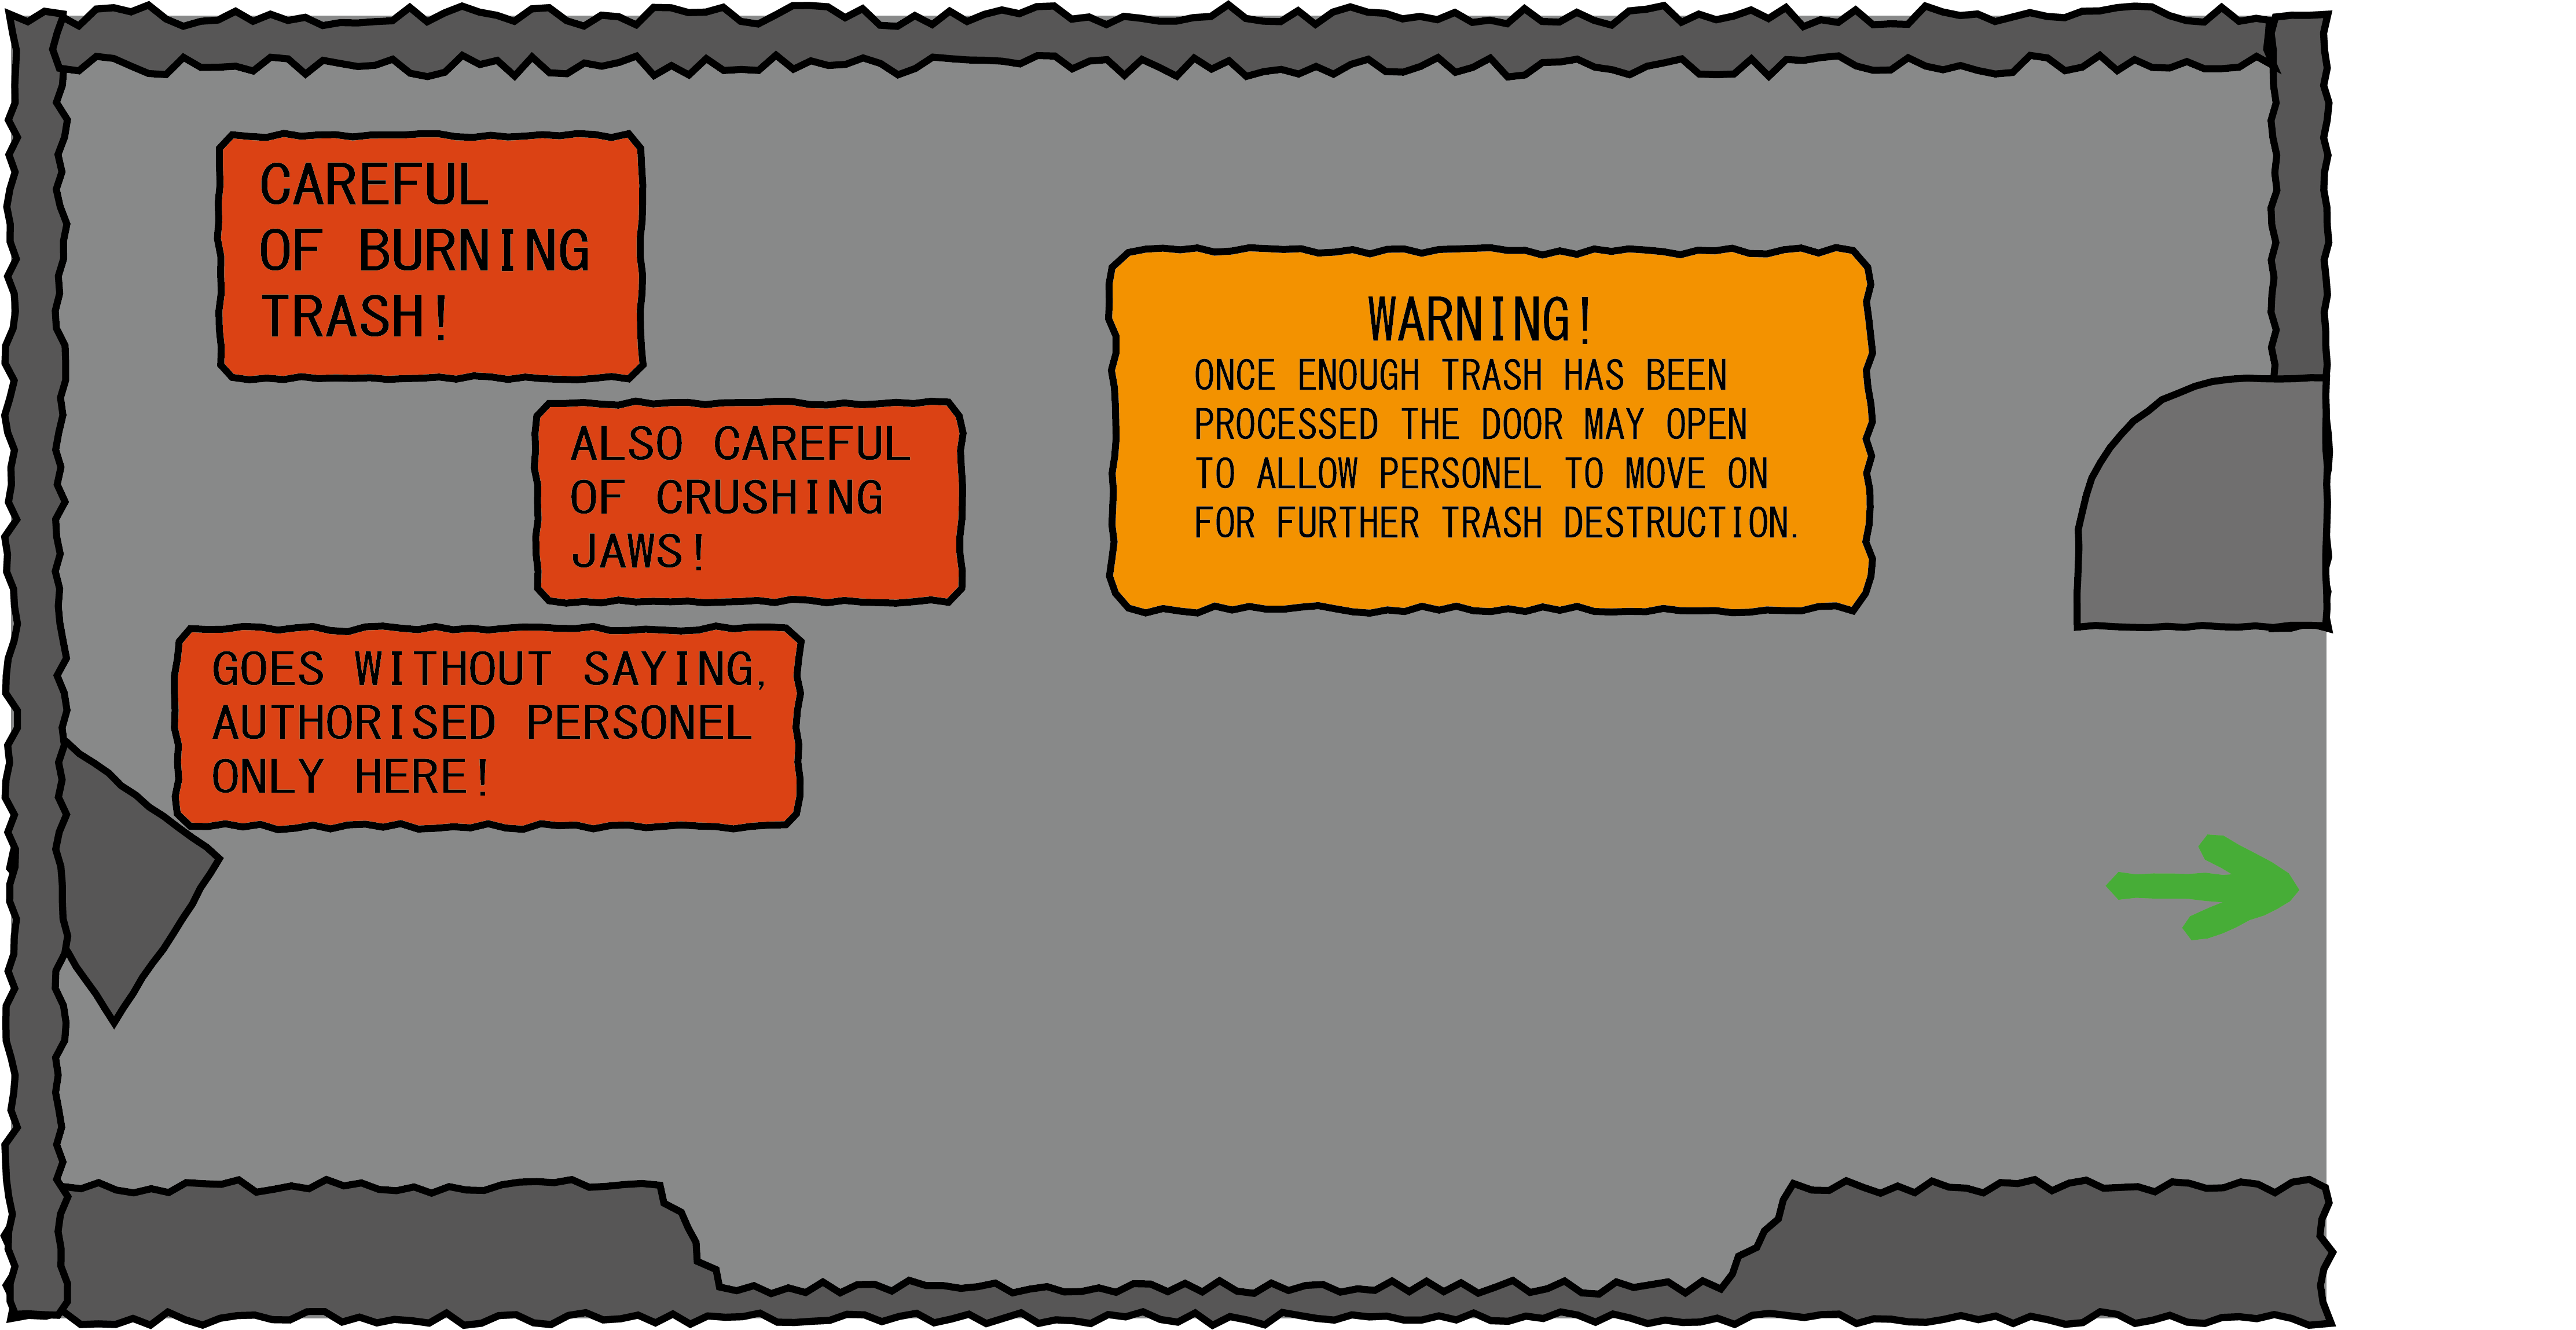 CAREFUL
OF BURNING
TRASH!
ALSO CAREFUL
OF CRUSHING
JAWS!
GOES WITHOUT SAYING,
AUTHORISED PERSONEL
ONLY HERE!
WARNING!
ONCE ENOUGH TRASH HAS BEEN
PROCESSED THE DOOR MAY OPEN
TO ALLOW PERSONEL TO MOVE ON
FOR FURTHER TRASH DESTRUCTION.